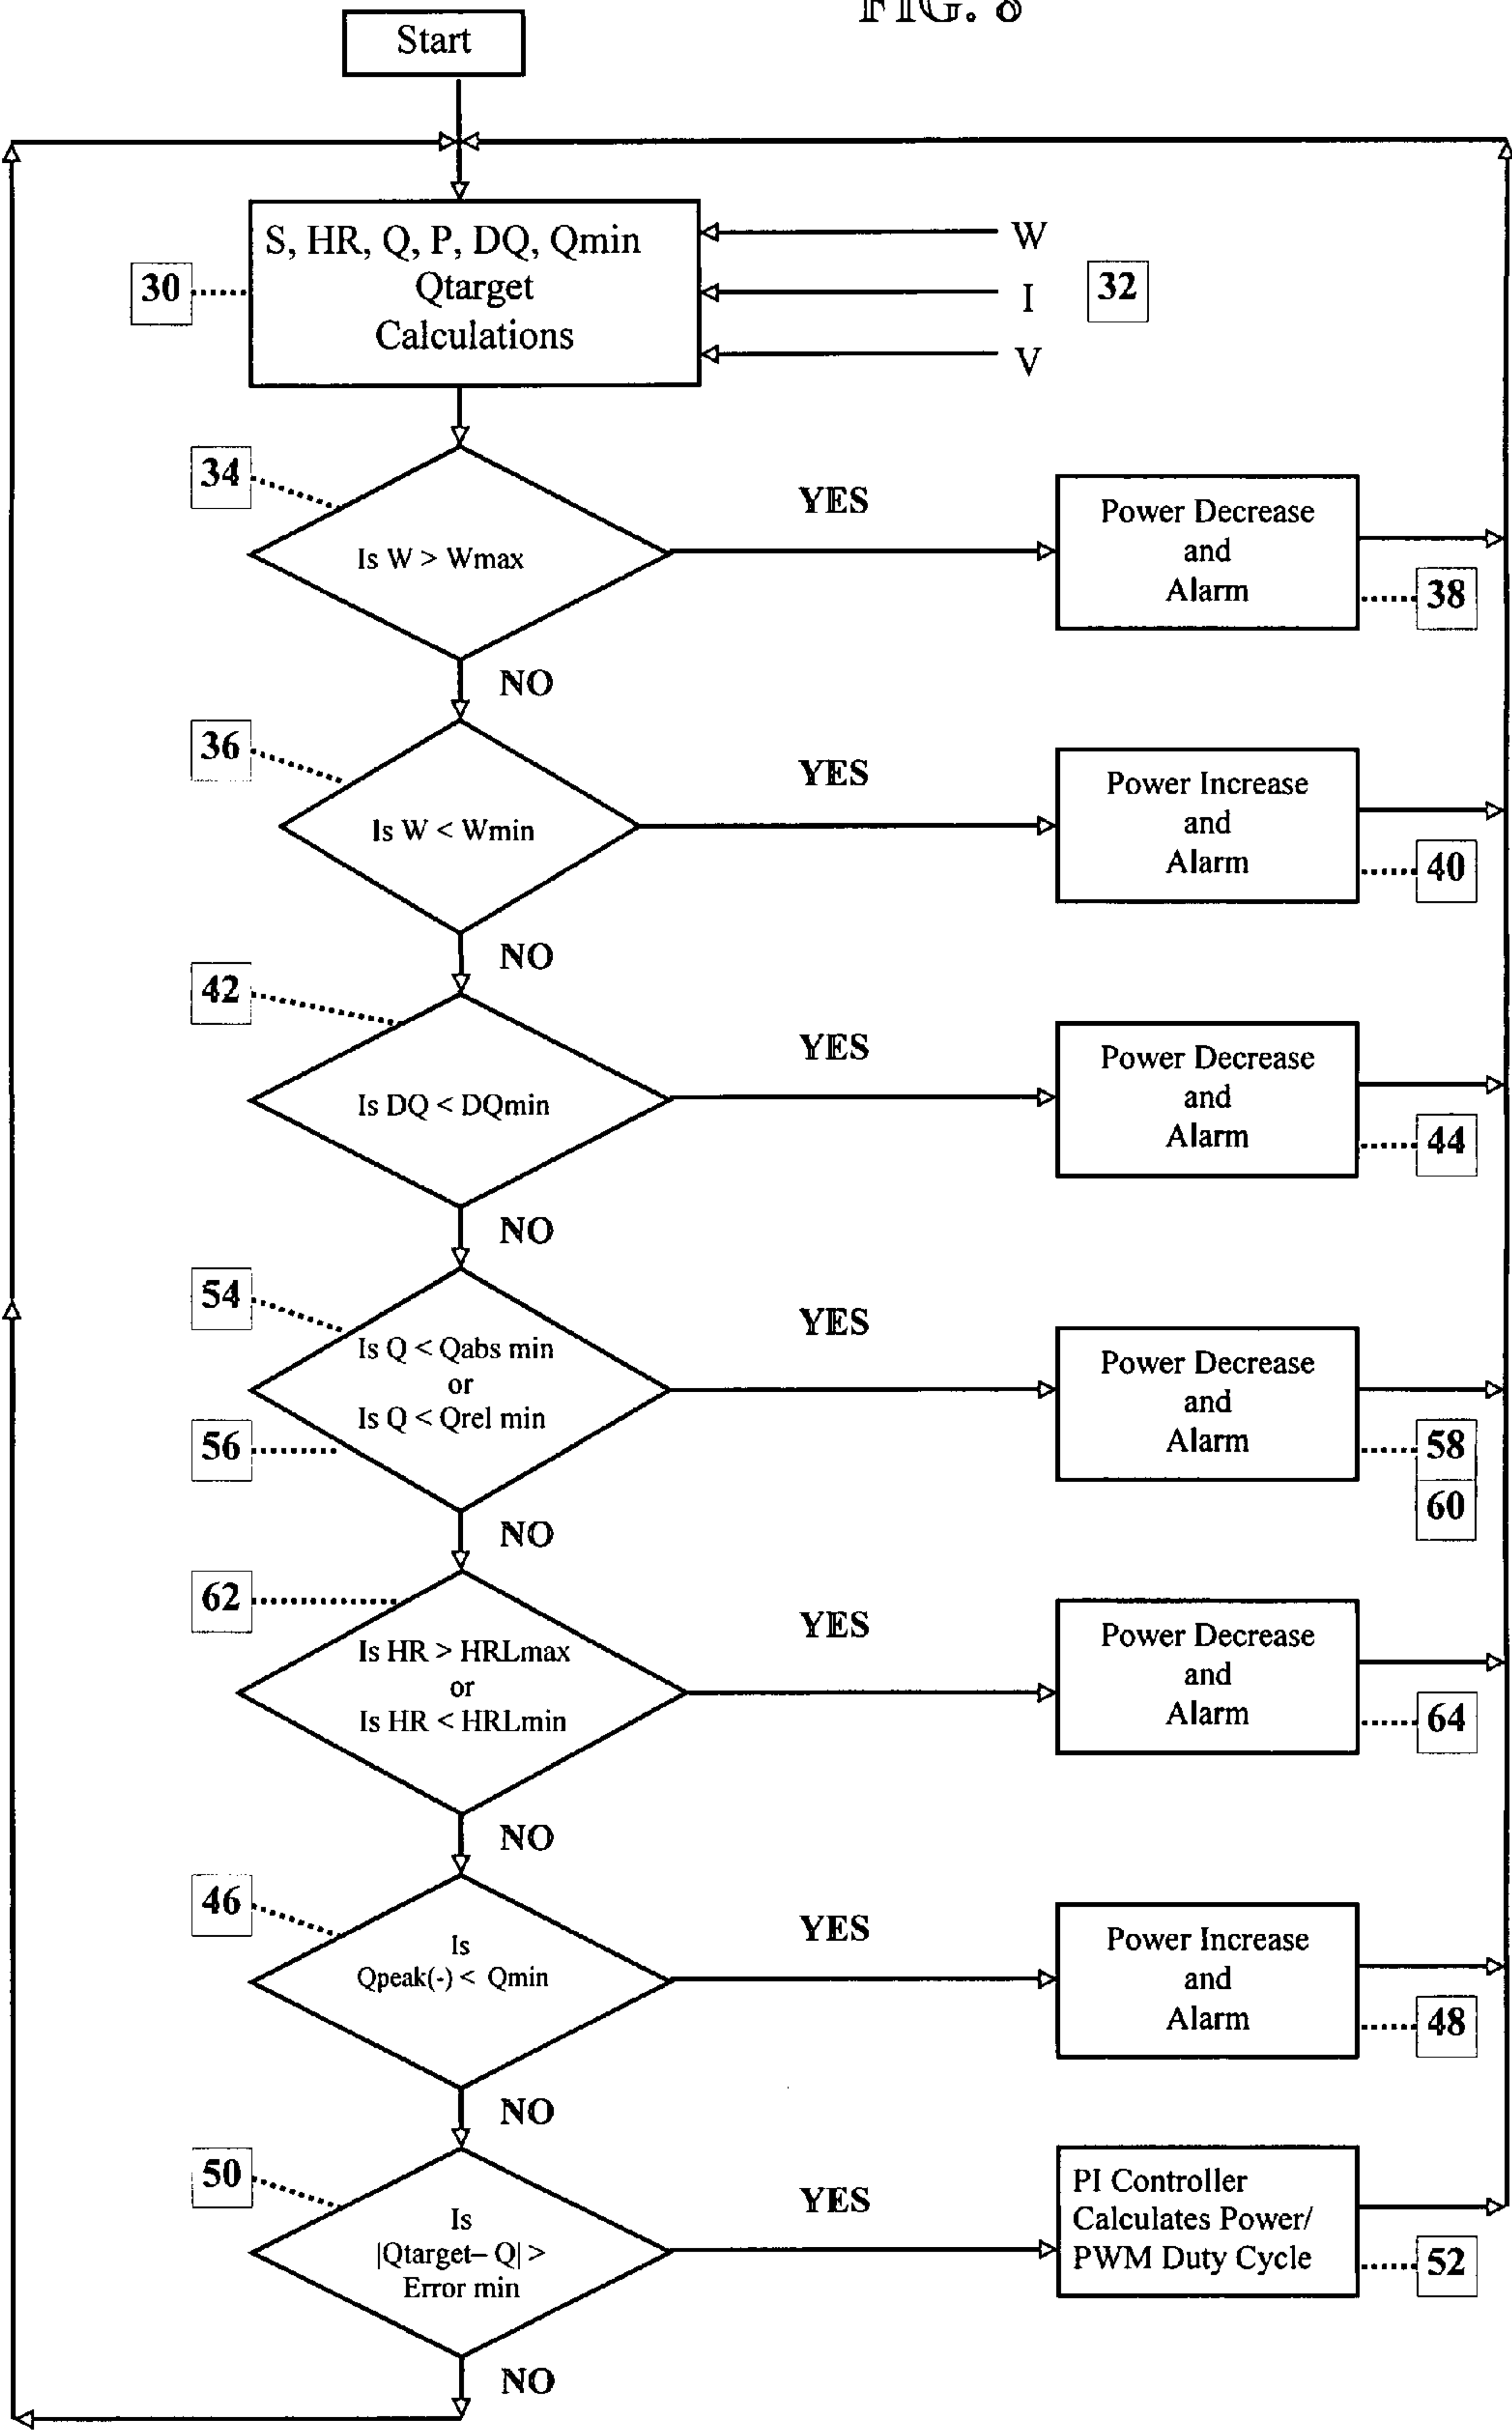 FIG. 8
Start
S, HR, Q, P, DQ, Qmin
Qtarget
Calculations
30
W
I
V
32
34
Is W > Wmax
YES
Power Decrease
and
Alarm
38
NO
36
Is W < Wmin
YES
Power Increase
and
Alarm
40
NO
42
Is DQ < DQmin
YES
Power Decrease
and
Alarm
44
NO
54
Is Q < Qabs min
or
Is Q < Qrel min
56
YES
Power Decrease
and
Alarm
58
60
NO
62
Is HR > HRLmax
or
Is HR < HRLmin
YES
Power Decrease
and
Alarm
64
NO
46
Is
Qpeak(-) < Qmin
YES
Power Increase
and
Alarm
48
NO
50
Is
|Qtarget– Q| >
Error min
YES
PI Controller
Calculates Power/
PWM Duty Cycle
52
NO